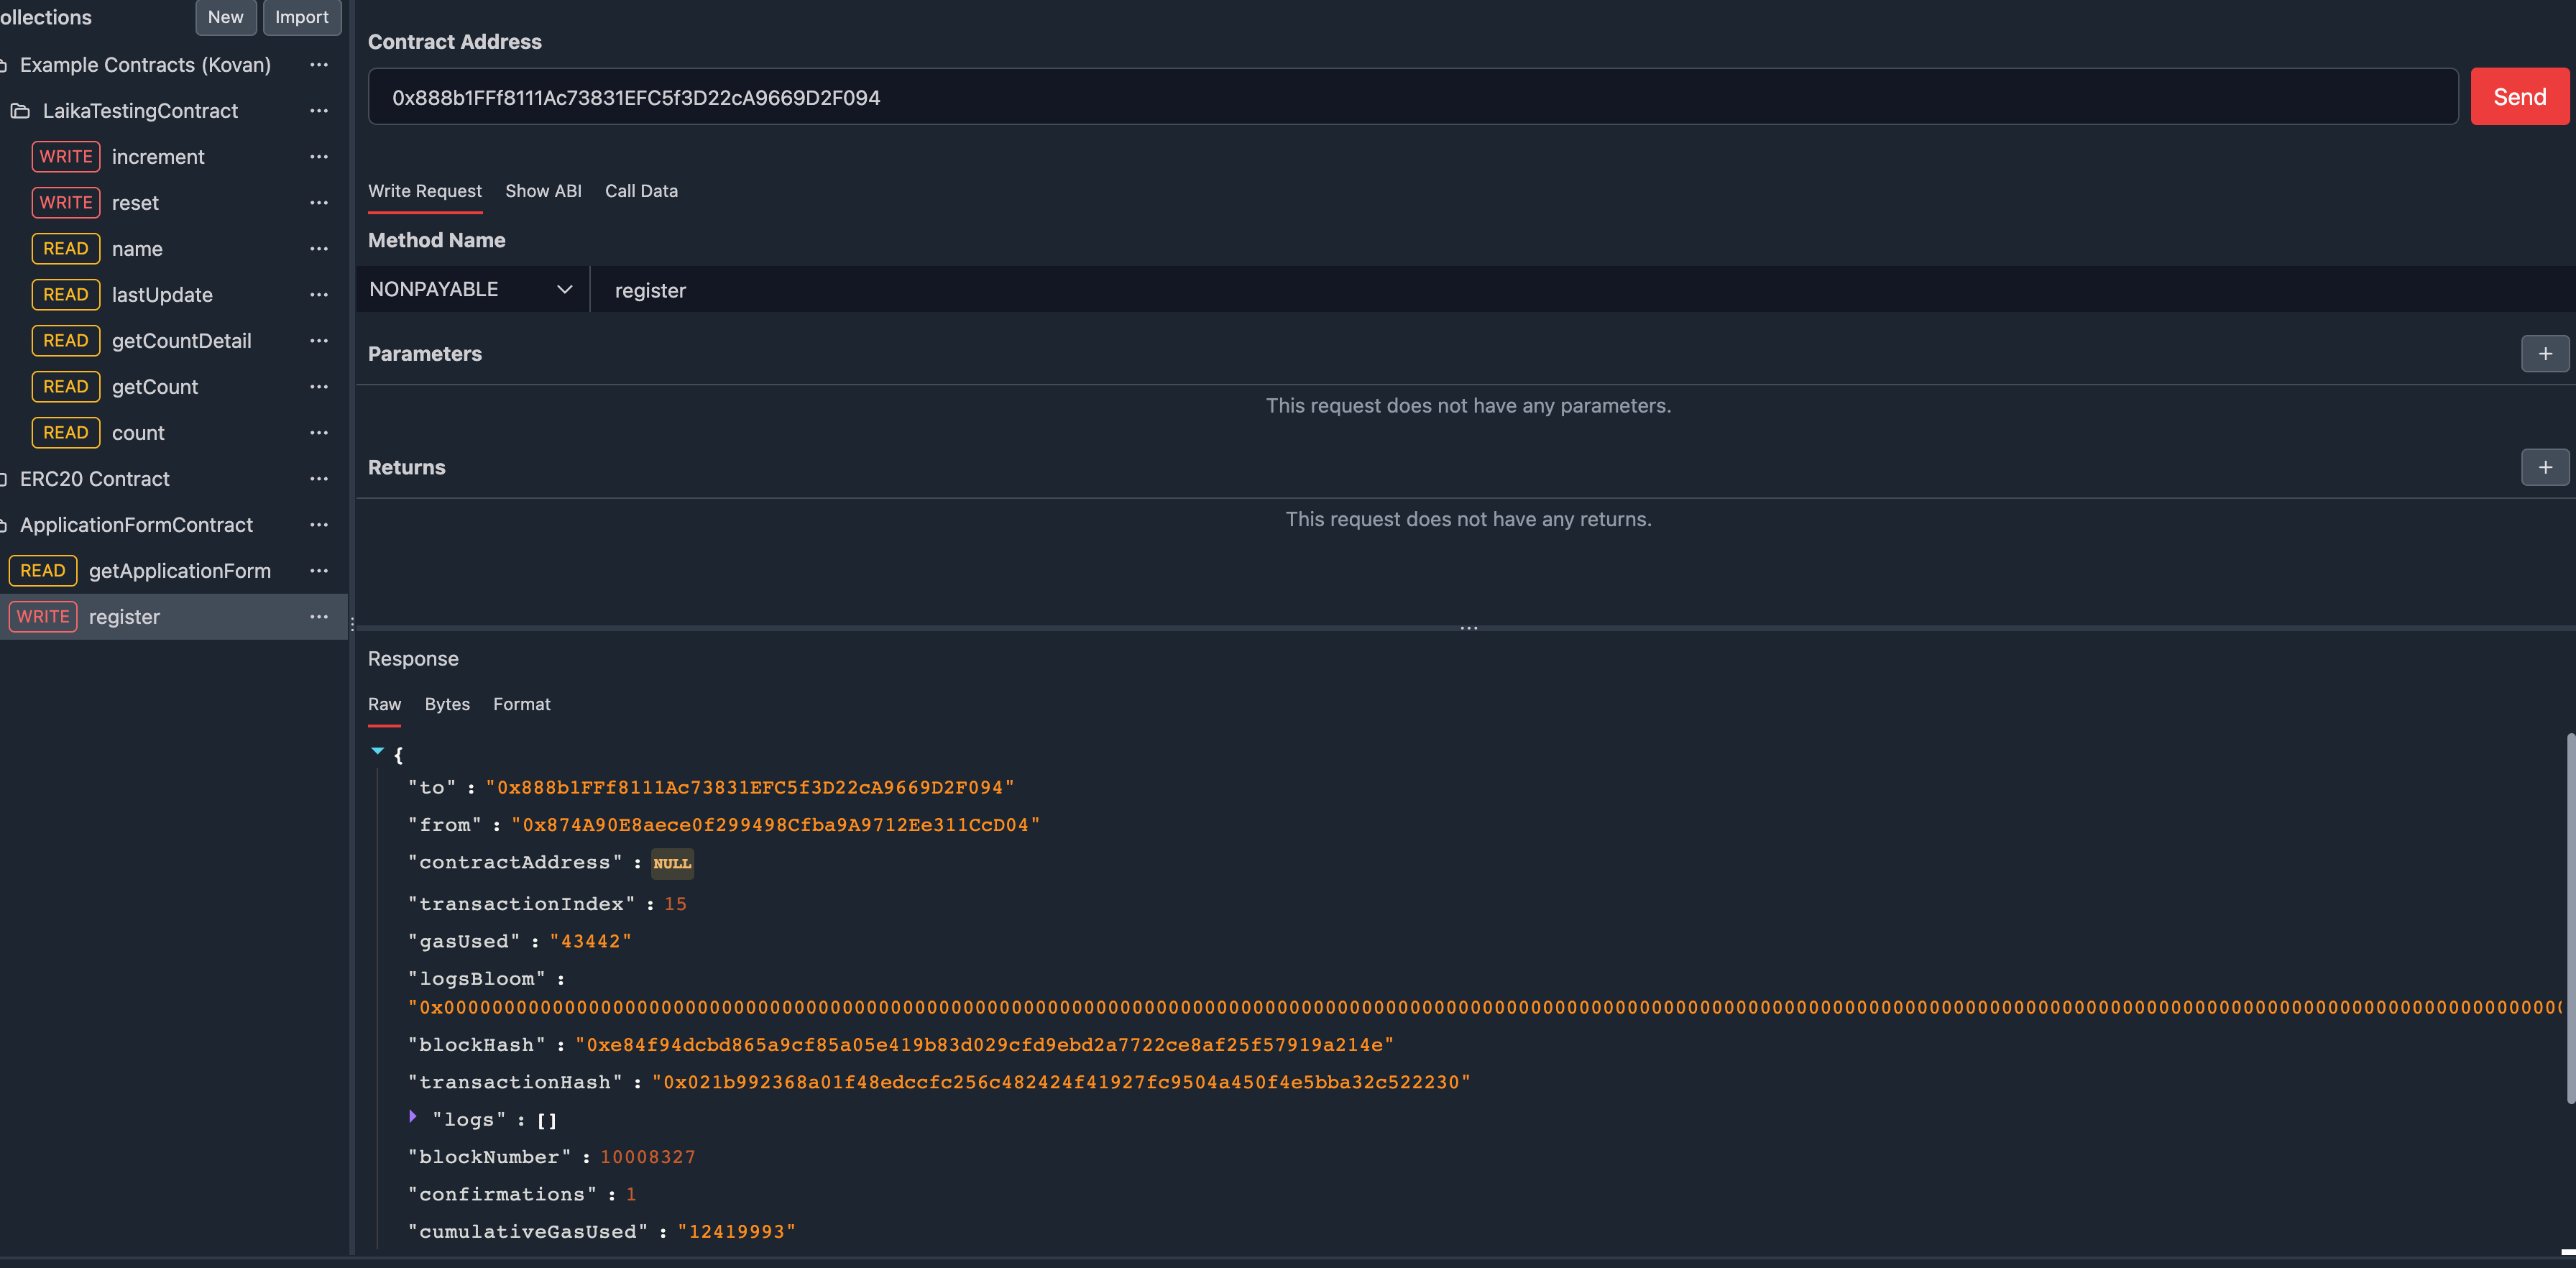 ollections
New
Import
Example Contracts (Kovan)
LaikaTestingContract
WRITE increment
WRITE reset
READ name
READ lastUpdate
READ getCountDetail
READ getCount
READ count
ERC20 Contract
ApplicationFormContract
READ getApplicationForm
WRITE register
Contract Address
0x888b1FFf8111Ac73831EFC5f3D22cA9669D2F094
Send
Write Request Show ABI Call Data
Method Name
NONPAYABLE register
Parameters +
This request does not have any parameters.
Returns +
This request does not have any returns.
Response
Raw Bytes Format
{
"to" : "0x888b1FFf8111Ac73831EFC5f3D22cA9669D2F094"
"from" : "0x874A90E8aece0f299498Cfba9A9712Ee311CcD04"
"contractAddress" : NULL
"transactionIndex" : 15
"gasUsed" : "43442"
"logsBloom" :
"blockHash" : "0xe84f94dcbd865a9cf85a05e419b83d029cfd9ebd2a7722ce8af25f57919a214e"
"transactionHash" : "0x021b992368a01f48edccfc256c482424f41927fc9504a450f4e5bba32c522230"
"logs" : []
"blockNumber" : 10008327
"confirmations" : 1
"cumulativeGasUsed" : "12419993"